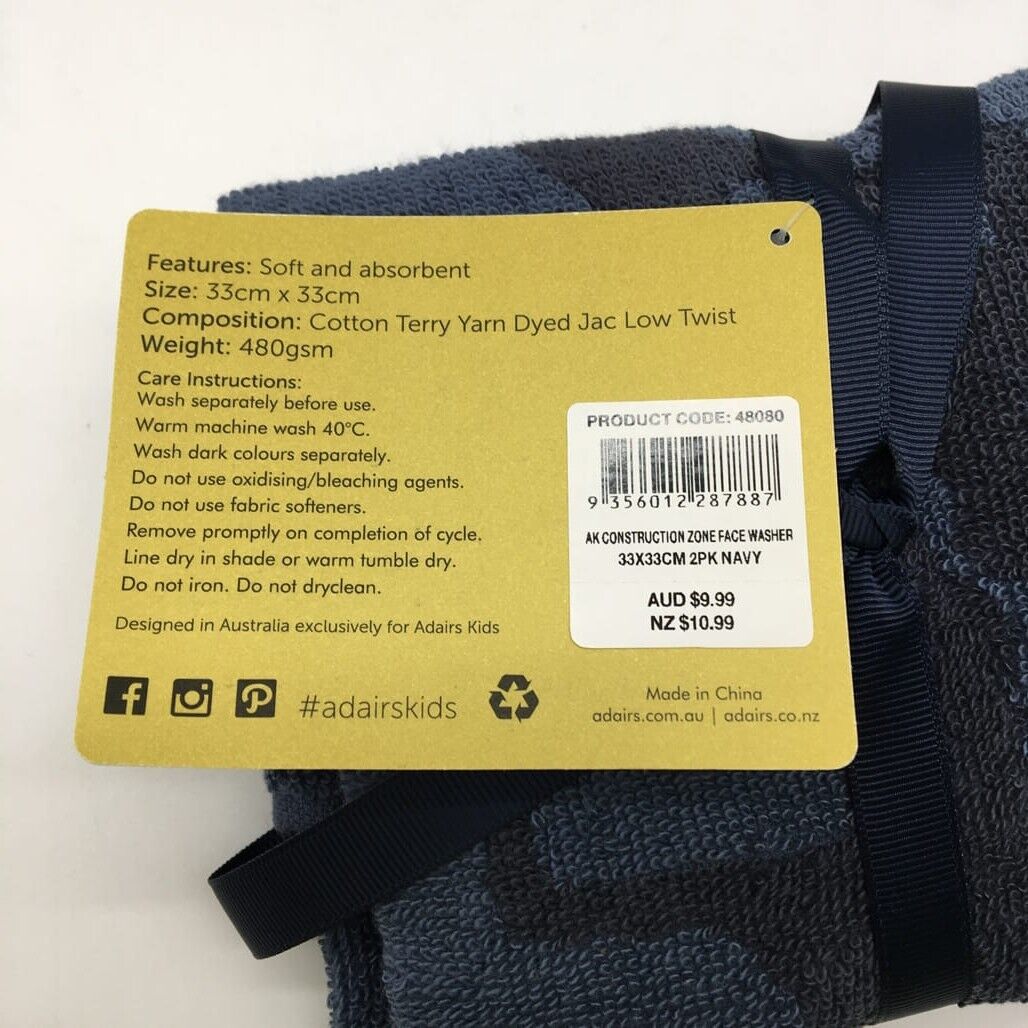 Features: Soft and absorbent
Size: 33cm x 33cm
Composition: Cotton Terry Yarn Dyed Jac Low Twist
Weight: 480gsm
Care Instructions:
Wash separately before use.
Warm machine wash 40°C.
Wash dark colours separately.
Do not use oxidising/bleaching agents.
Do not use fabric softeners.
Remove promptly on completion of cycle.
Line dry in shade or warm tumble dry.
Do not iron. Do not dryclean.
Designed in Australia exclusively for Adairs Kids
#adairskids
PRODUCT CODE: 48080
9 356012 287887
AK CONSTRUCTION ZONE FACE WASHER
33X33CM 2PK NAVY
AUD $9.99
NZ $10.99
Made in China
adairs.com.au | adairs.co.nz